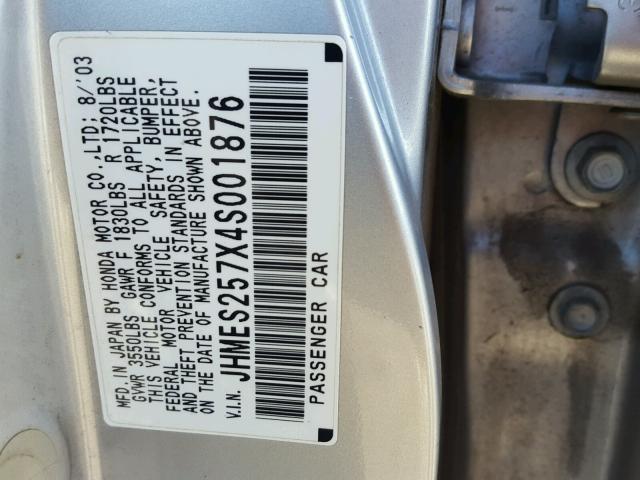 MFD.IN JAPAN BY HONDA MOTOR CO.,LTD; 8/'03
GVWR 3550LBS GAWR F 1830LBS R 1720LBS
THIS VEHICLE CONFORMS TO ALL APPLICABLE
FEDERAL MOTOR VEHICLE SAFETY, BUMPER,
AND THEFT PREVENTION STANDARDS IN EFFECT
ON THE DATE OF MANUFACTURE SHOWN ABOVE.
V.I.N. JHMES257X4S001876
PASSENGER CAR